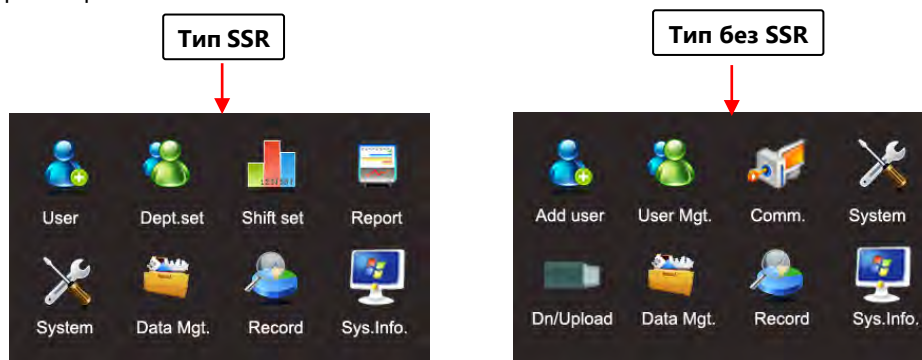 Тип SSR
Тип без SSR
User Dept.set Shift set Report
System Data Mgt. Record Sys.Info.
Add user User Mgt. Comm. System
Dn/Upload Data Mgt. Record Sys.Info.